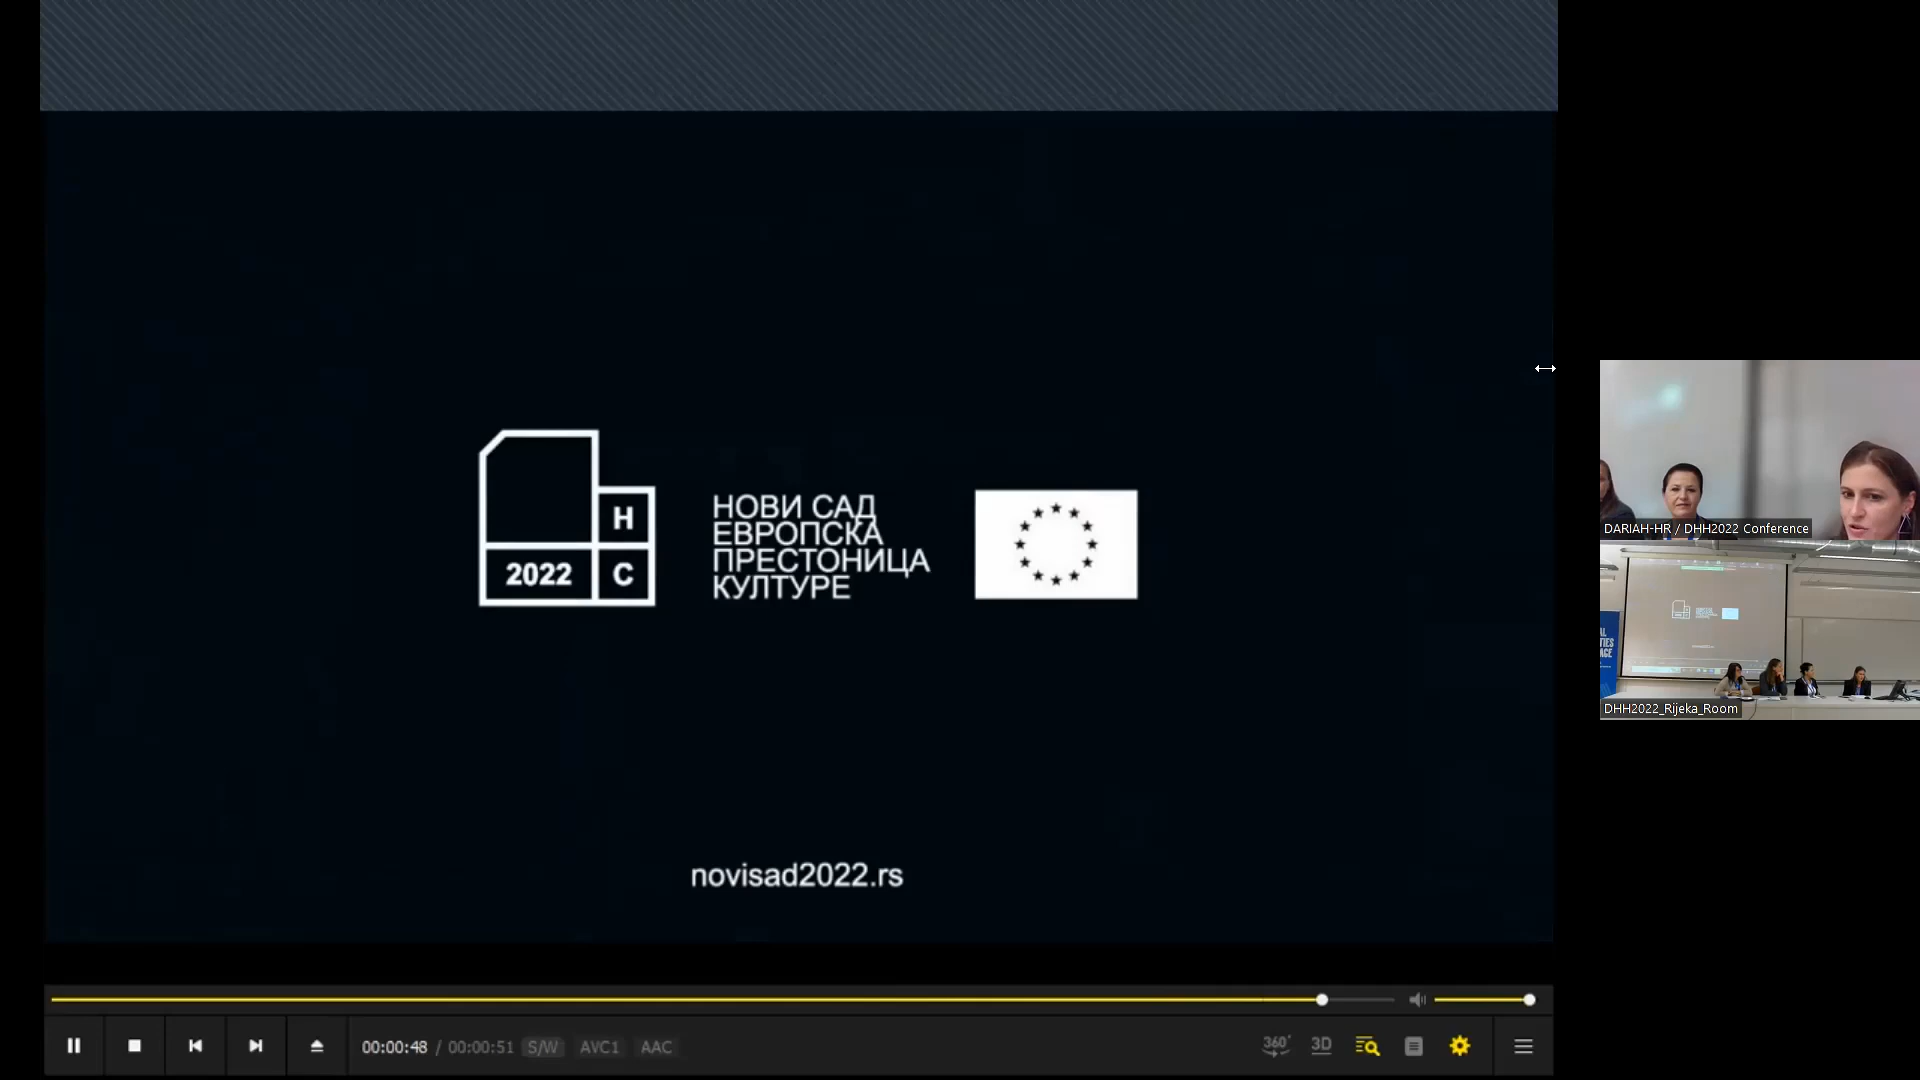 Н
2022
С
НОВИ САД
ЕВРОПСКА
ПРЕСТОНИЦА
КУЛТУРЕ
novisad2022.rs
00:00:48 / 00:00:51 S/W AVC1 AAC
360°
3D
DARIAH-HR / DHH2022 Conference
DHH2022_Rijeka_Room